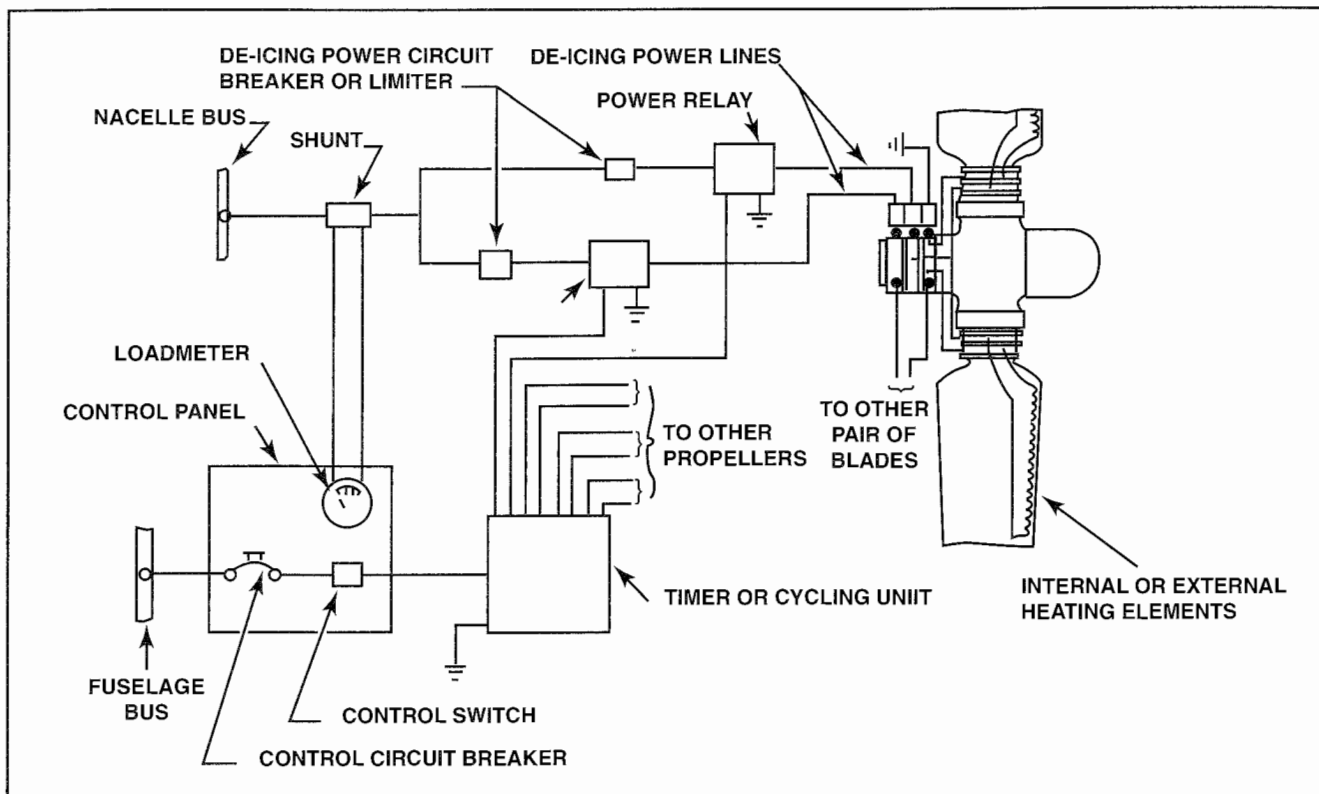 DE-ICING POWER CIRCUIT
BREAKER OR LIMITER
DE-ICING POWER LINES
POWER RELAY
NACELLE BUS
SHUNT
LOADMETER
CONTROL PANEL
TO OTHER
PROPELLERS
TO OTHER
PAIR OF
BLADES
TIMER OR CYCLING UNIIT
INTERNAL OR EXTERNAL
HEATING ELEMENTS
FUSELAGE
BUS
CONTROL SWITCH
CONTROL CIRCUIT BREAKER